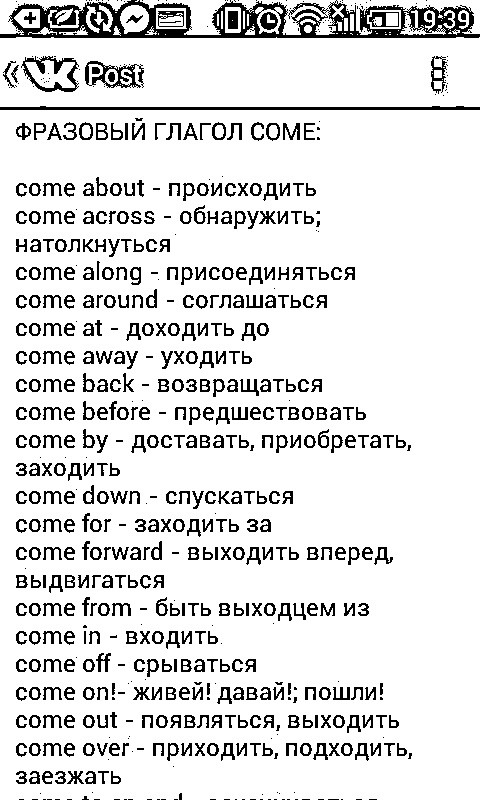 19:39
Post
ФРАЗОВЫЙ ГЛАГОЛ COME:
come about - происходить
come across - обнаружить;
натолкнуться
come along - присоединяться
come around - соглашаться
come at - доходить до
come away - уходить
come back - возвращаться
come before - предшествовать
come by - доставать, приобретать,
заходить
come down - спускаться
come for - заходить за
come forward - выходить вперед,
выдвигаться
come from - быть выходцем из
come in - входить
come off - срываться
come on!- живей! давай!; пошли!
come out - появляться, выходить
come over - приходить, подходить,
заезжать